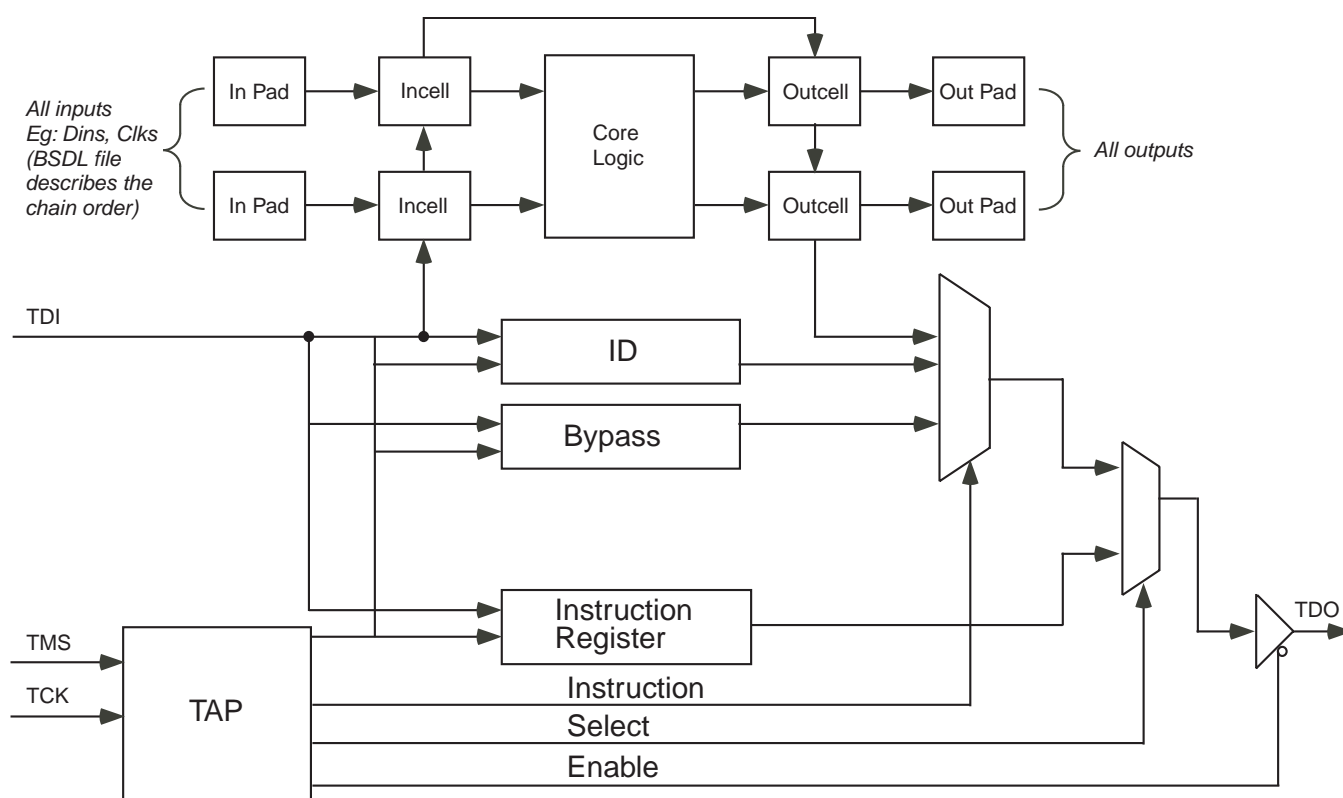 In Pad
Incell
Core
Logic
Outcell
Out Pad
All inputs
Eg: Dins, Clks
(BSDL file
describes the
chain order)
All outputs
In Pad
Incell
Outcell
Out Pad
TDI
ID
Bypass
Instruction
Register
TDO
TMS
TCK
TAP
Instruction
Select
Enable